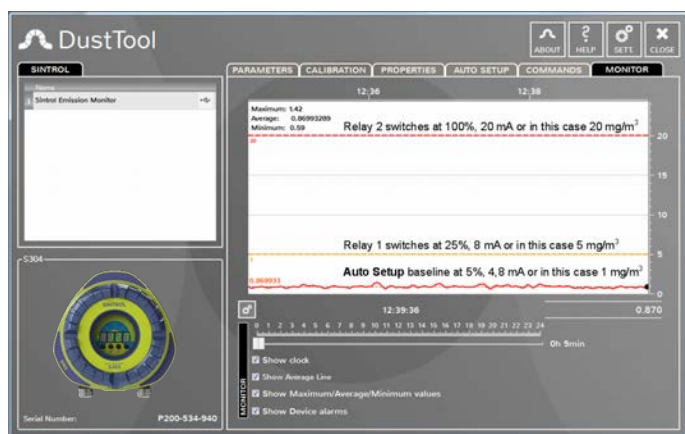 DustTool
ABOUT
HELP
SETT.
CLOSE
SINTROL
PARAMETERS
CALIBRATION
PROPERTIES
AUTO SETUP
COMMANDS
MONITOR
Name
Sintrol Emission Monitor
12:36
12:38
Maximum: 1.42
Average: 0.86993289
Minimum: 0.59
Relay 2 switches at 100%, 20 mA or in this case 20 mg/m³
20
20
15
10
Relay 1 switches at 25%, 8 mA or in this case 5 mg/m³
5
Auto Setup baseline at 5%, 4,8 mA or in this case 1 mg/m³
0.869933
0
12:39:36
0.870
0 1 2 3 4 5 6 7 8 9 10 11 12 13 14 15 16 17 18 19 20 21 22 23 24
0h 9min
MONITOR
Show clock
Show Average Line
Show Maximum/Average/Minimum values
Show Device alarms
S304
SINTROL
Serial Number:
P200-534-940